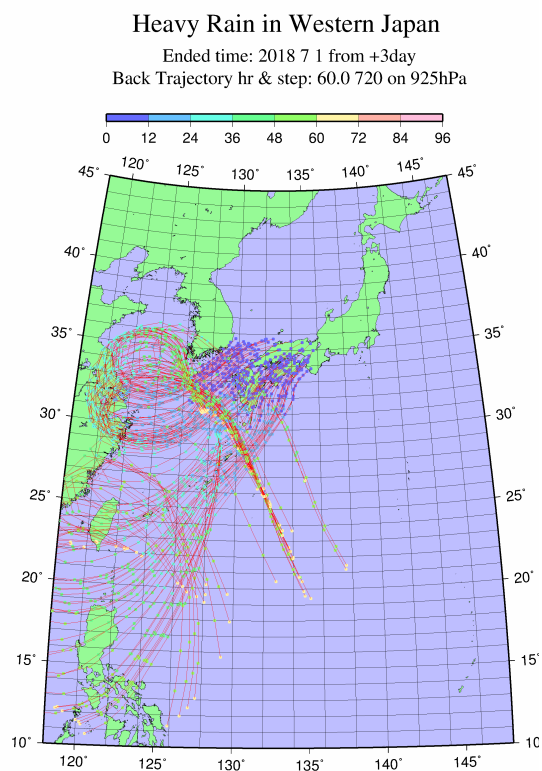 Heavy Rain in Western Japan
Ended time: 2018 7 1 from +3day
Back Trajectory hr & step: 60.0 720 on 925hPa
0 12 24 36 48 60 72 84 96
120˚ 125˚ 130˚ 135˚ 140˚ 145˚
45˚ 45˚
40˚ 40˚
35˚ 35˚
30˚ 30˚
25˚ 25˚
20˚ 20˚
15˚ 15˚
10˚ 10˚
120˚ 125˚ 130˚ 135˚ 140˚ 145˚